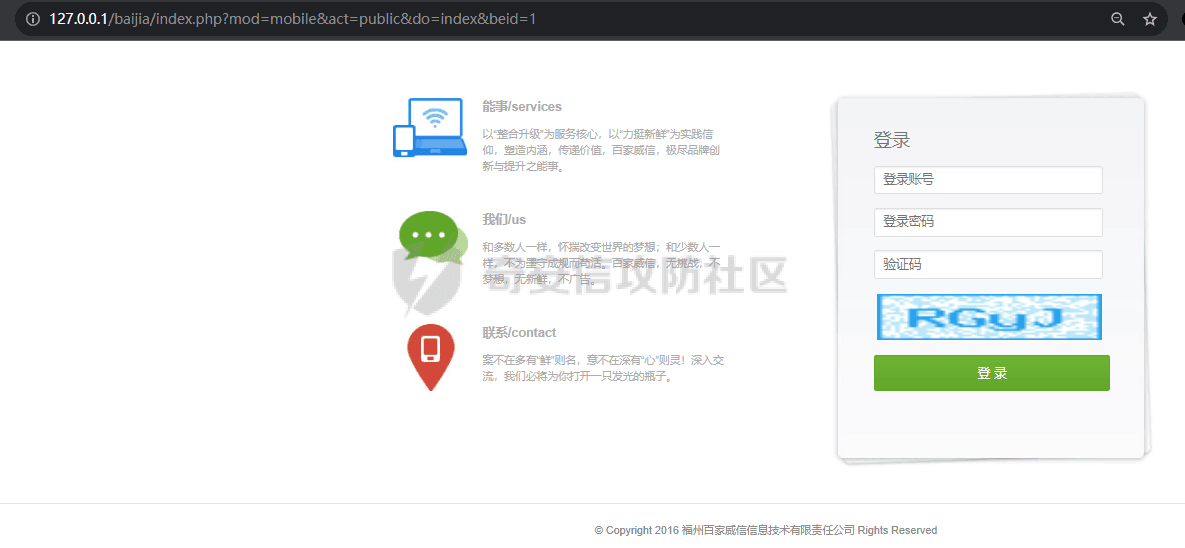 127.0.0.1/baijia/index.php?mod=mobile&act=public&do=index&beid=1
能事/services
以“整合升级”为服务核心，以“力挺新鲜”为实践信
仰，塑造内涵，传递价值，百家威信，极尽品牌创
新与提升之能事。
我们/us
和多数人一样，怀揣改变世界的梦想；和少数人一
样，不为墨守成规而苟活。百家威信，无挑战，不
梦想，无新鲜，不广告。
奇安信攻防社区
联系/contact
案不在多有“鲜”则名，意不在深有“心”则灵！深入交
流，我们必将为你打开一只发光的瓶子。
登录
登录账号
登录密码
验证码
RGyJ
登 录
© Copyright 2016 福州百家威信信息技术有限责任公司 Rights Reserved